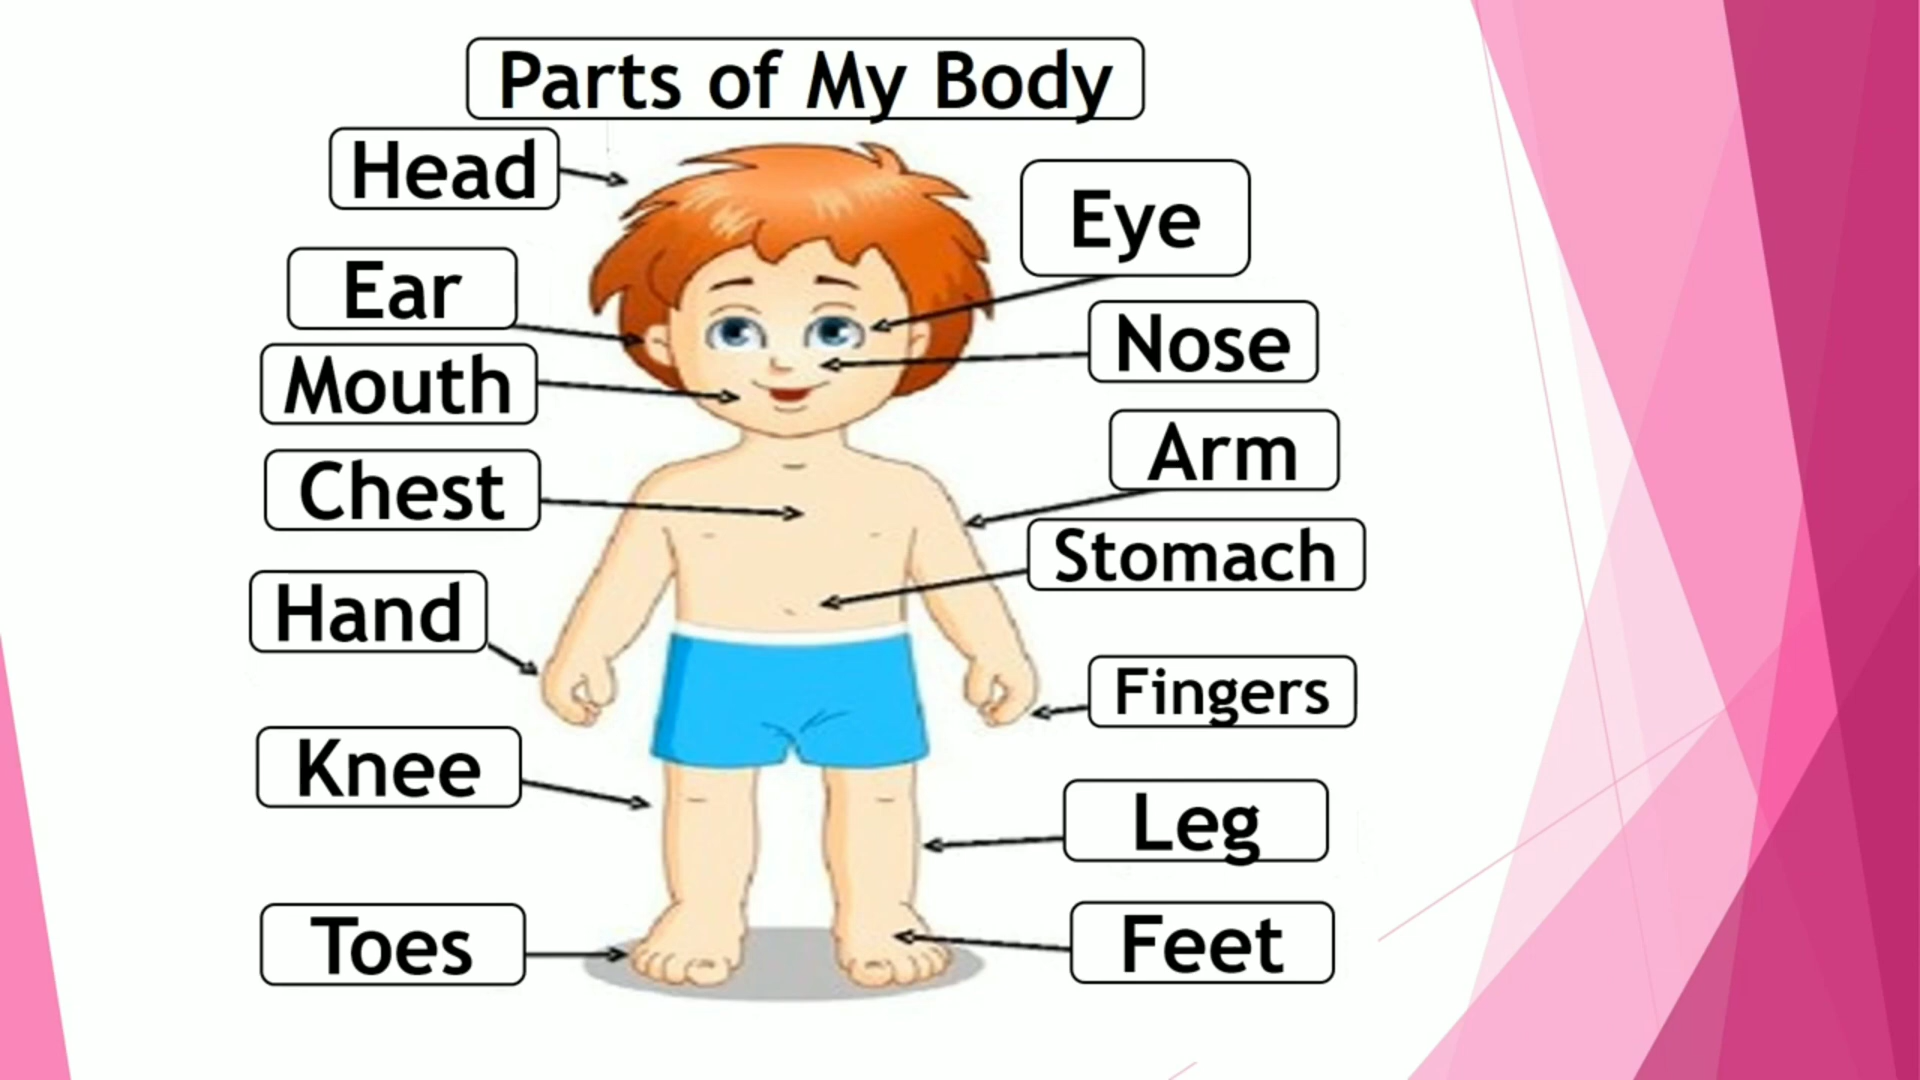 Parts of My Body
Head
Eye
Ear
Nose
Mouth
Arm
Chest
Stomach
Hand
Fingers
Knee
Leg
Toes
Feet